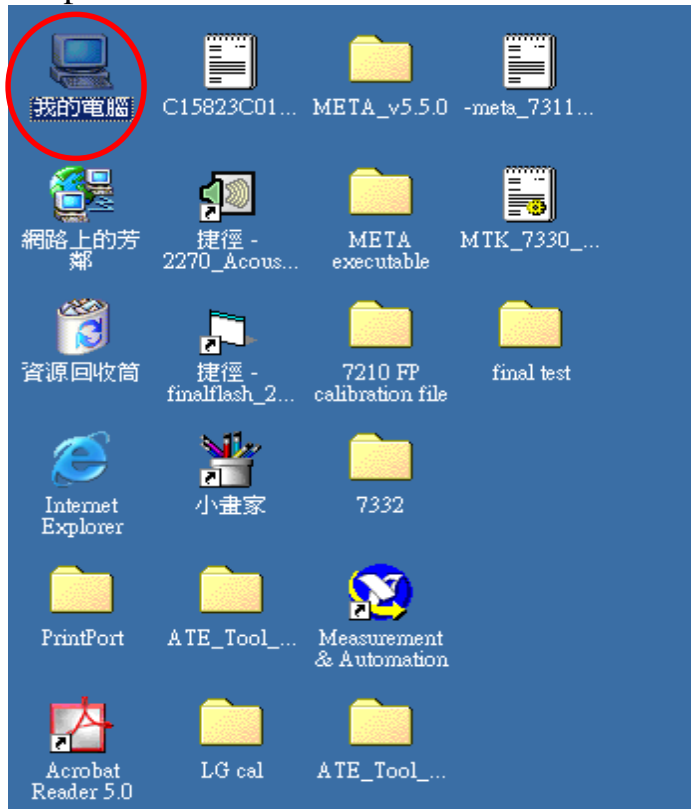 我的電腦
C15823C01...
META_v5.5.0
-meta_7311...
網路上的芳
鄰
捷徑 -
2270_Acous...
META
executable
MTK_7330_...
資源回收筒
捷徑 -
finalflash_2...
7210 FP
calibration file
final test
Internet
Explorer
小畫家
7332
PrintPort
ATE_Tool_...
Measurement
& Automation
Acrobat
Reader 5.0
LG cal
ATE_Tool_...